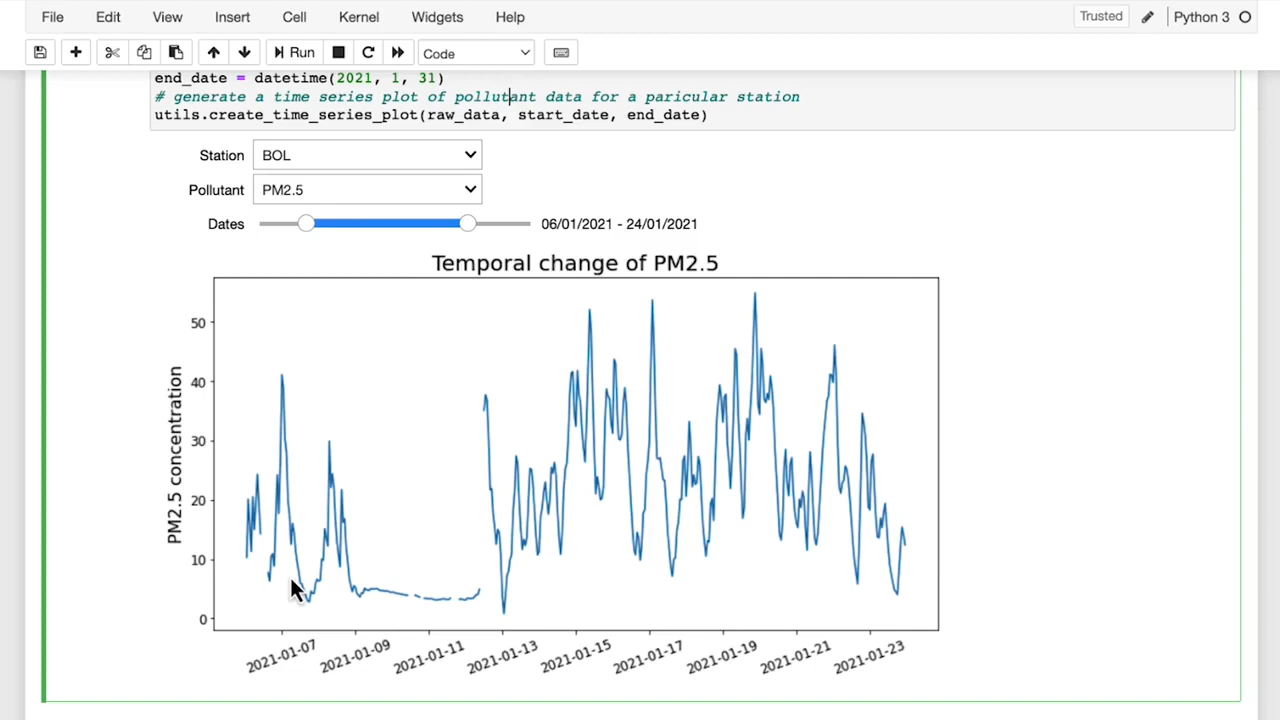 File Edit View Insert Cell Kernel Widgets Help Trusted Python 3
Run Code
end_date = datetime(2021, 1, 31)
# generate a time series plot of pollutant data for a paricular station
utils.create_time_series_plot(raw_data, start_date, end_date)
Station BOL
Pollutant PM2.5
Dates 06/01/2021 - 24/01/2021
Temporal change of PM2.5
PM2.5 concentration
50
40
30
20
10
0
2021-01-07 2021-01-09 2021-01-11 2021-01-13 2021-01-15 2021-01-17 2021-01-19 2021-01-21 2021-01-23